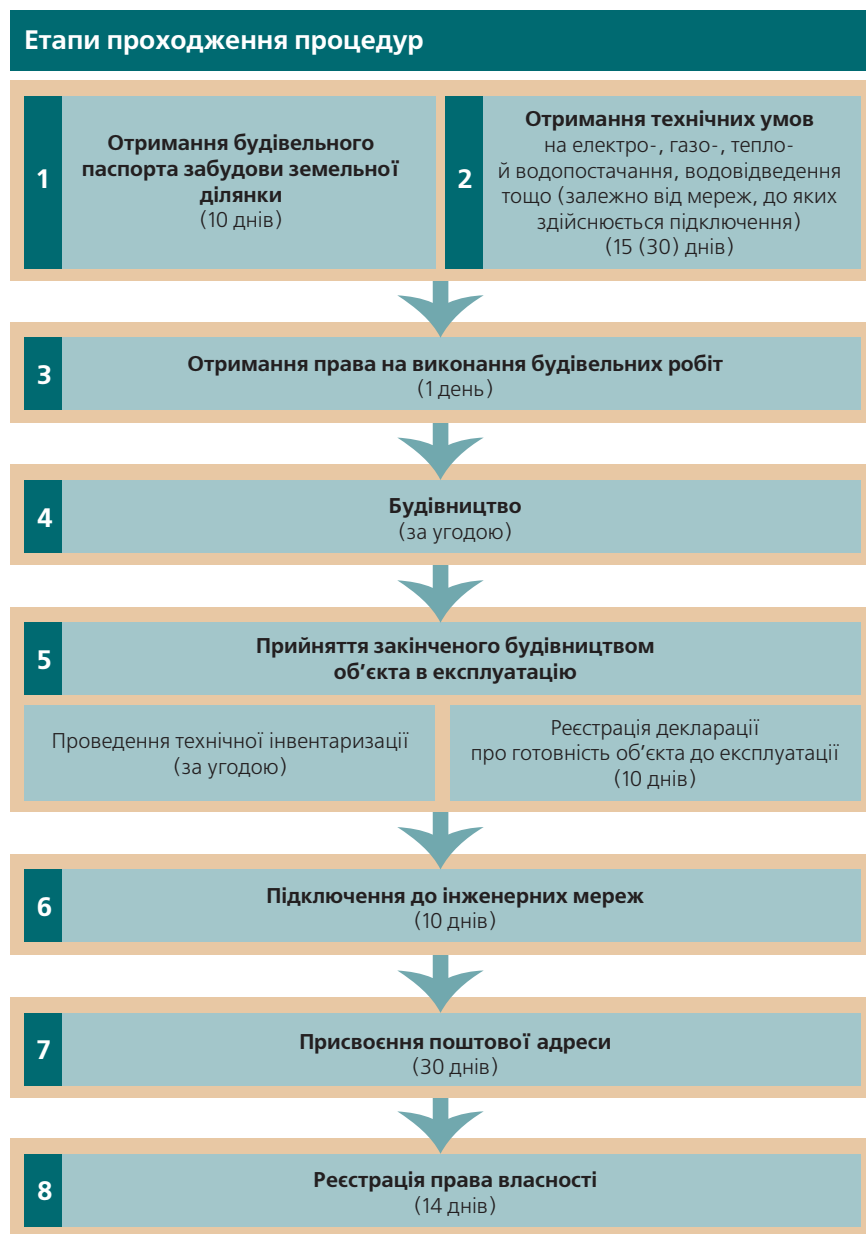 Етапи проходження процедур
1
Отримання будівельного
паспорта забудови земельної
ділянки
(10 днів)
2
Отримання технічних умов
на електро-, газо-, тепло-
й водопостачання, водовідведення
тощо (залежно від мереж, до яких
здійснюється підключення)
(15 (30) днів)
3
Отримання права на виконання будівельних робіт
(1 день)
4
Будівництво
(за угодою)
5
Прийняття закінченого будівництвом
об’єкта в експлуатацію
Проведення технічної інвентаризації
(за угодою)
Реєстрація декларації
про готовність об’єкта до експлуатації
(10 днів)
6
Підключення до інженерних мереж
(10 днів)
7
Присвоєння поштової адреси
(30 днів)
8
Реєстрація права власності
(14 днів)